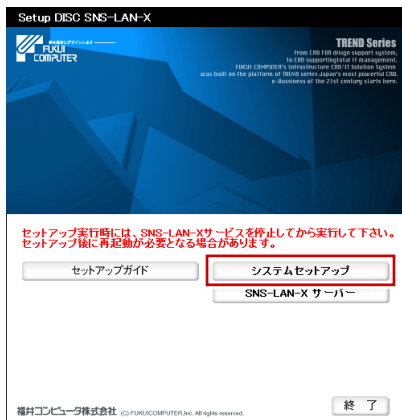 Setup DISC SNS-LAN-X
FUKUI
COMPUTER
TREND Series
from CAD FOR disign support system,
to CAD supportingtotal IT management.
FUKUI COMPUTER's Infrastructure CAD/IT Solution System
was built on the platform of TREND series Japan's most powerful CAD.
e-Bussiness of the 21st century starts here.
セットアップ実行時には、SNS-LAN-Xサービスを停止してから実行して下さい。
セットアップ後に再起動が必要となる場合があります。
セットアップガイド
システムセットアップ
SNS-LAN-X サーバー
福井コンピュータ株式会社 (C) FUKUICOMPUTER,Inc. All rights reserved.
終 了